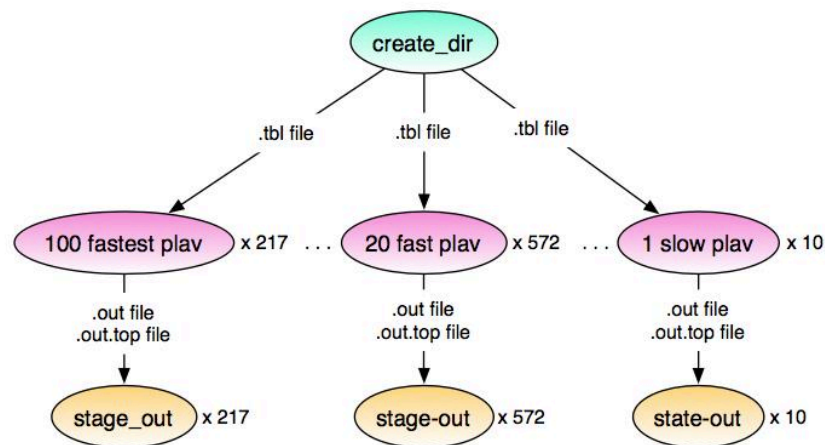 create_dir
.tbl file
.tbl file
.tbl file
100 fastest plav
x 217
. . .
20 fast plav
x 572
. . .
1 slow plav
x 10
.out file
.out.top file
.out file
.out.top file
.out file
.out.top file
stage_out
x 217
stage-out
x 572
state-out
x 10